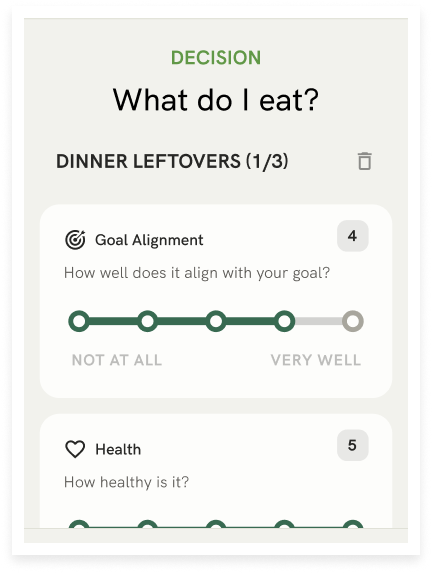 DECISION
What do I eat?
DINNER LEFTOVERS (1/3)
Goal Alignment
4
How well does it align with your goal?
NOT AT ALL
VERY WELL
Health
5
How healthy is it?